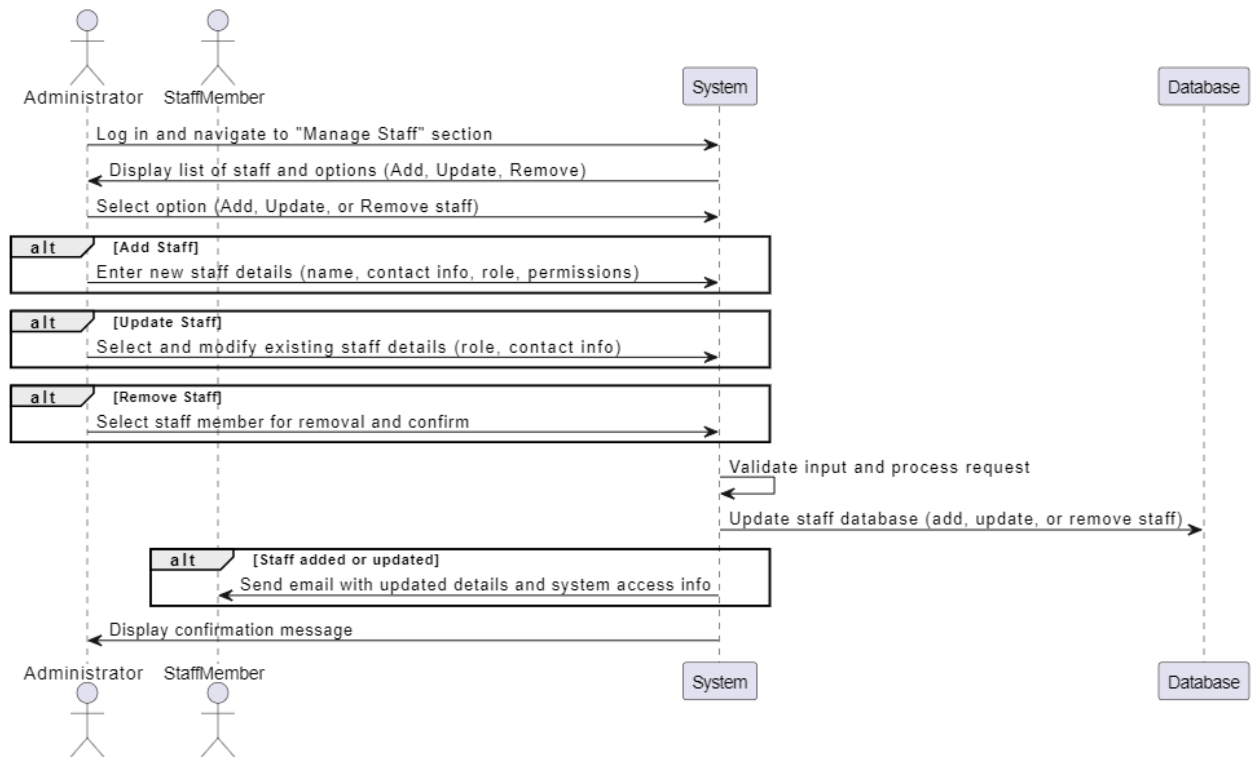 Administrator
StaffMember
System
Database
Log in and navigate to "Manage Staff" section
Display list of staff and options (Add, Update, Remove)
Select option (Add, Update, or Remove staff)
alt
[Add Staff]
Enter new staff details (name, contact info, role, permissions)
alt
[Update Staff]
Select and modify existing staff details (role, contact info)
alt
[Remove Staff]
Select staff member for removal and confirm
Validate input and process request
Update staff database (add, update, or remove staff)
alt
[Staff added or updated]
Send email with updated details and system access info
Display confirmation message
Administrator
StaffMember
System
Database